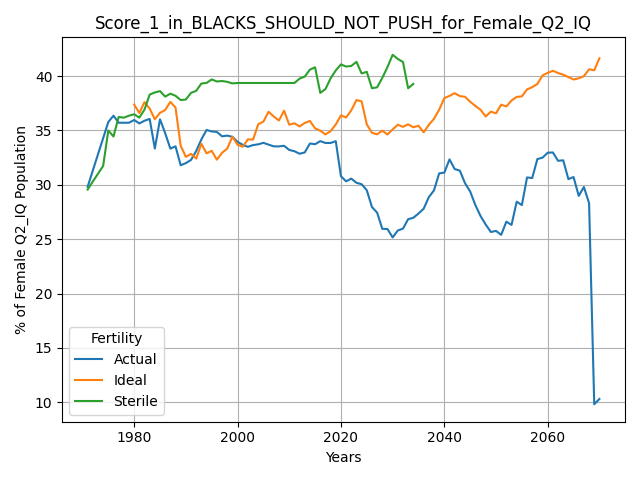 Score_1_in_BLACKS_SHOULD_NOT_PUSH_for_Female_Q2_IQ
% of Female Q2_IQ Population
40
35
30
25
20
15
10
Fertility
Actual
Ideal
Sterile
1980 2000 2020 2040 2060
Years